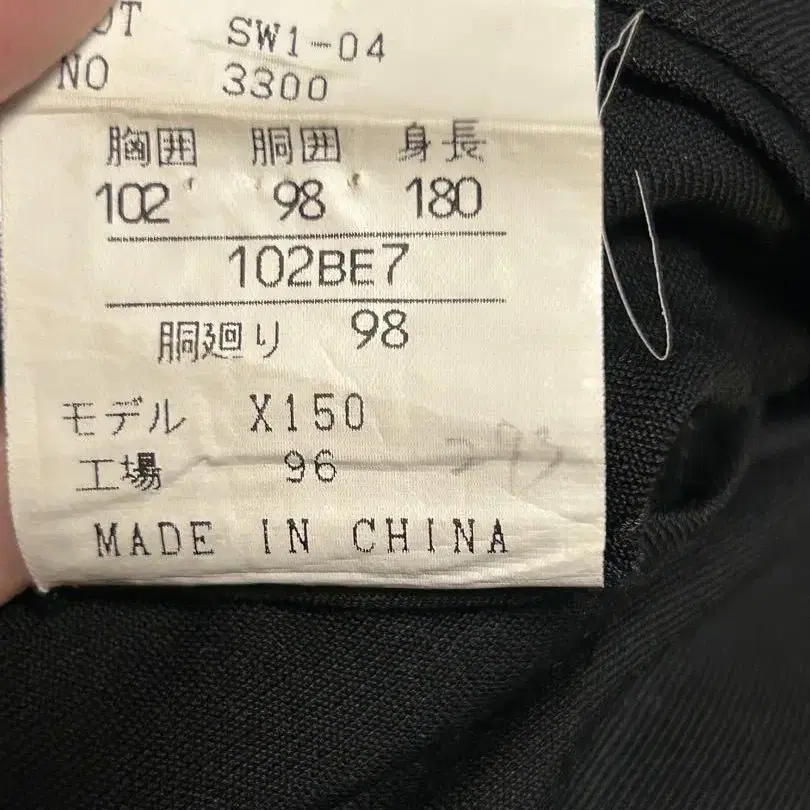 SW1-04
NO 3300
胸囲 胴囲 身長
102 98 180
102BE7
胴廻り 98
モデル X150
工場 96
MADE IN CHINA